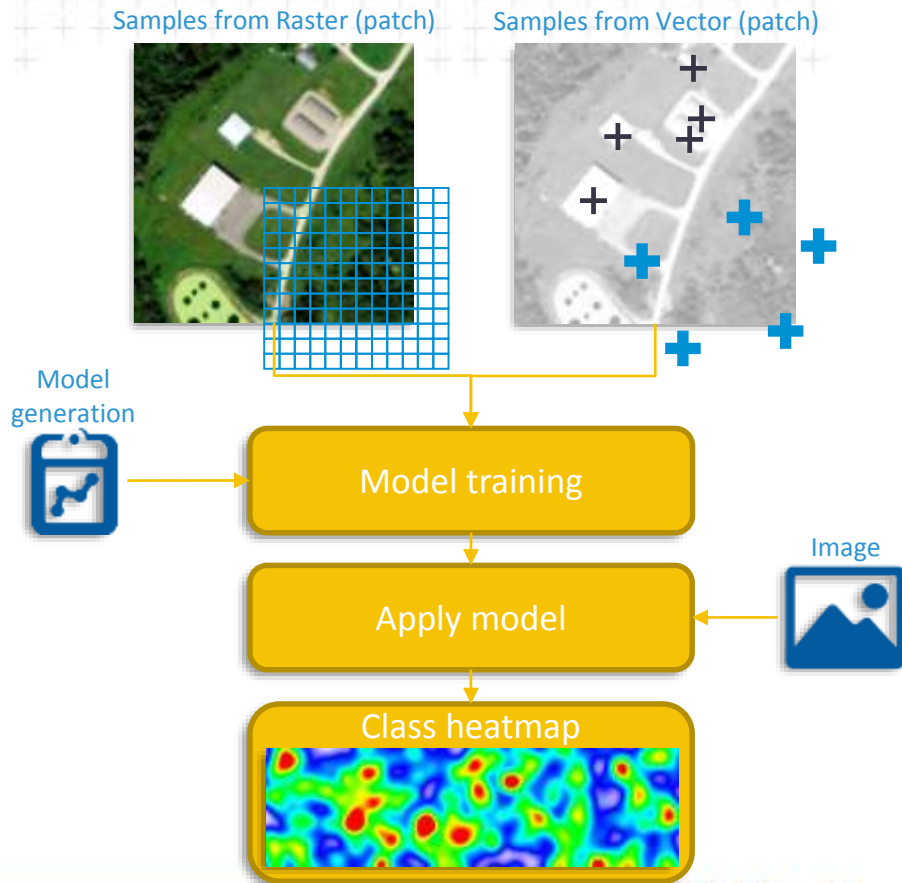 Samples from Raster (patch)
Samples from Vector (patch)
Model
generation
Model training
Image
Apply model
Class heatmap